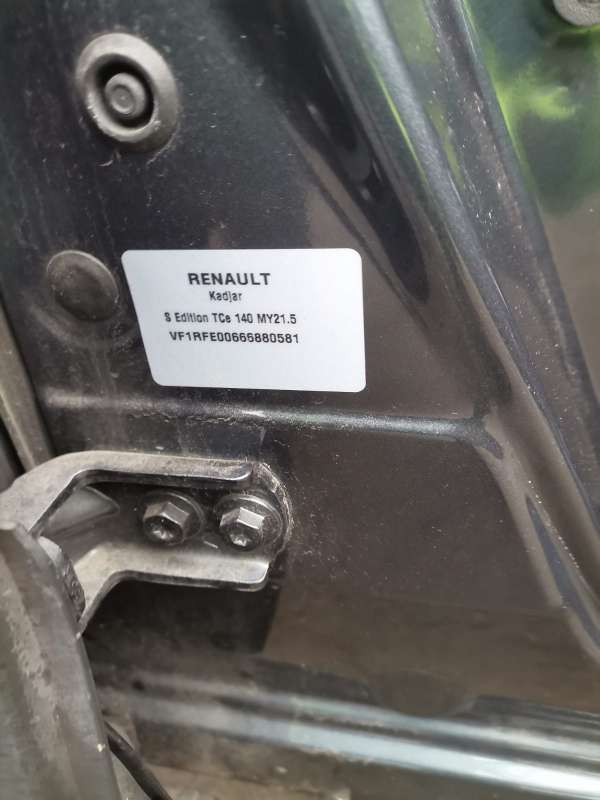 RENAULT
Kadjar
S Edition TCe 140 MY21.5
VF1RFE00666880581